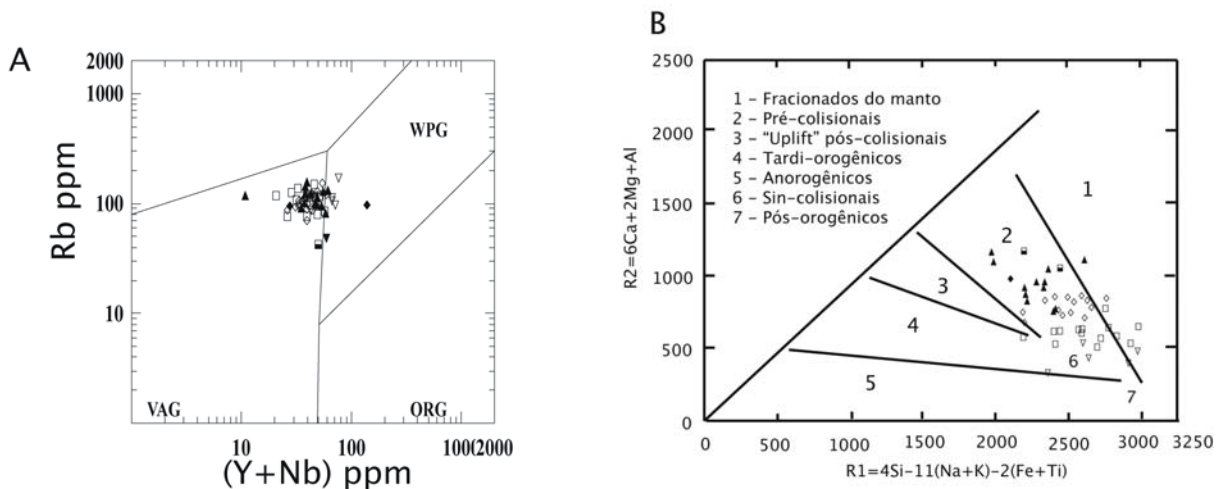 A
Rb ppm
2000
1000
100
10
WPG
VAG
ORG
10
100
1000
2000
(Y+Nb) ppm
B
R2=6Ca+2Mg+Al
2500
2000
1500
1000
500
0
1 – Fracionados do manto
2 – Pré-colisionais
3 – "Uplift" pós-colisionais
4 – Tardi-orogênicos
5 – Anorogênicos
6 – Sin-colisionais
7 – Pós-orogênicos
1
2
3
4
5
6
7
0
500
1000
1500
2000
2500
3000
3250
R1=4Si-11(Na+K)-2(Fe+Ti)